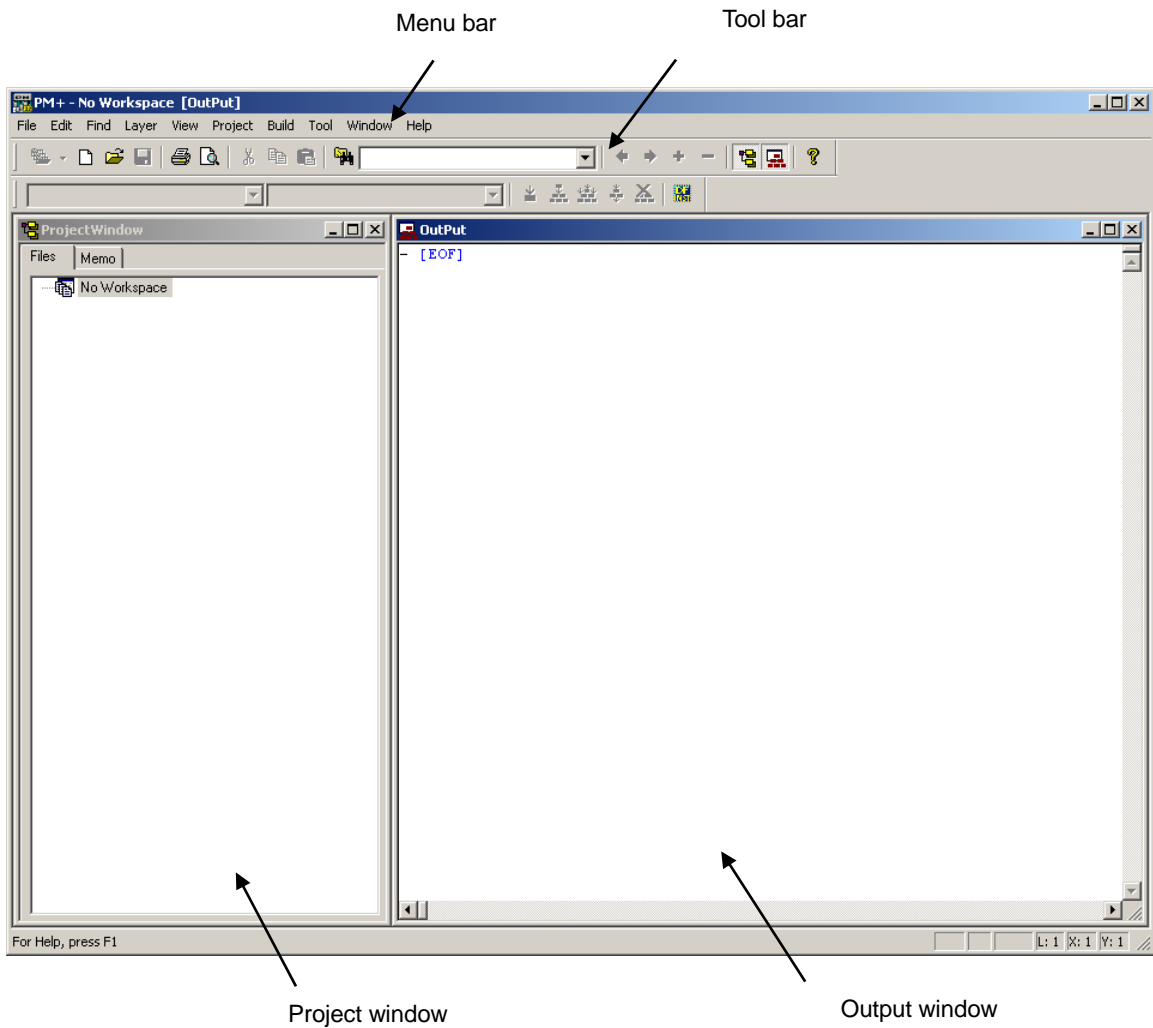 Menu bar
Tool bar
PM+ - No Workspace [OutPut]
File Edit Find Layer View Project Build Tool Window Help
ProjectWindow
OutPut
Files Memo
[EOF]
No Workspace
For Help, press F1
L: 1 X: 1 Y: 1
Project window
Output window